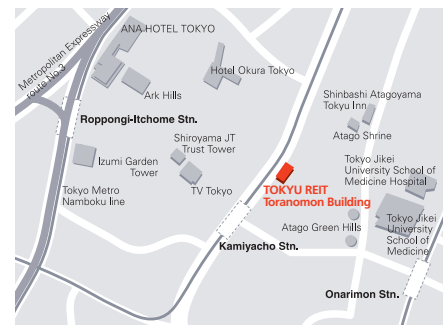 ANA HOTEL TOKYO
Metropolitan Expressway
route No.3
Hotel Okura Tokyo
Ark Hills
Shinbashi Atagoyama
Tokyu Inn
Roppongi-Itchome Stn.
Atago Shrine
Shiroyama JT
Trust Tower
Izumi Garden
Tower
Tokyo Jikei
University School of
Medicine Hospital
TV Tokyo
Tokyo Metro
Namboku line
TOKYU REIT
Toranomon Building
Atago Green Hills
Tokyo Jikei
University
School of
Medicine
Kamiyacho Stn.
Onarimon Stn.